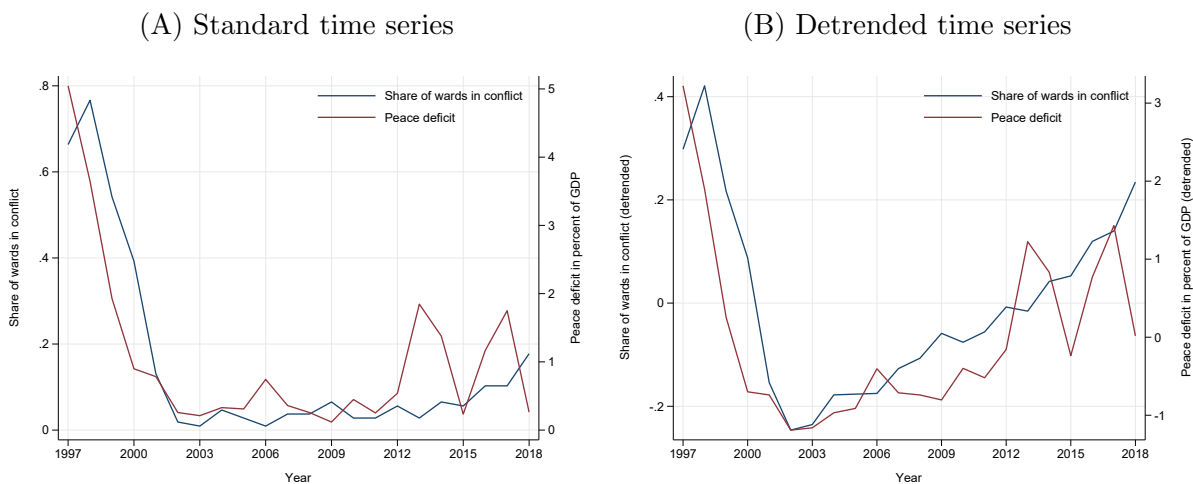 (A) Standard time series
Share of wards in conflict
Peace deficit
.8
.6
.4
.2
0
5
4
3
2
1
0
Share of wards in conflict
Peace deficit in percent of GDP
1997 2000 2003 2006 2009 2012 2015 2018
Year
(B) Detrended time series
Share of wards in conflict
Peace deficit
.4
.2
0
-.2
3
2
1
0
-1
Share of wards in conflict (detrended)
Peace deficit in percent of GDP (detrended)
1997 2000 2003 2006 2009 2012 2015 2018
Year